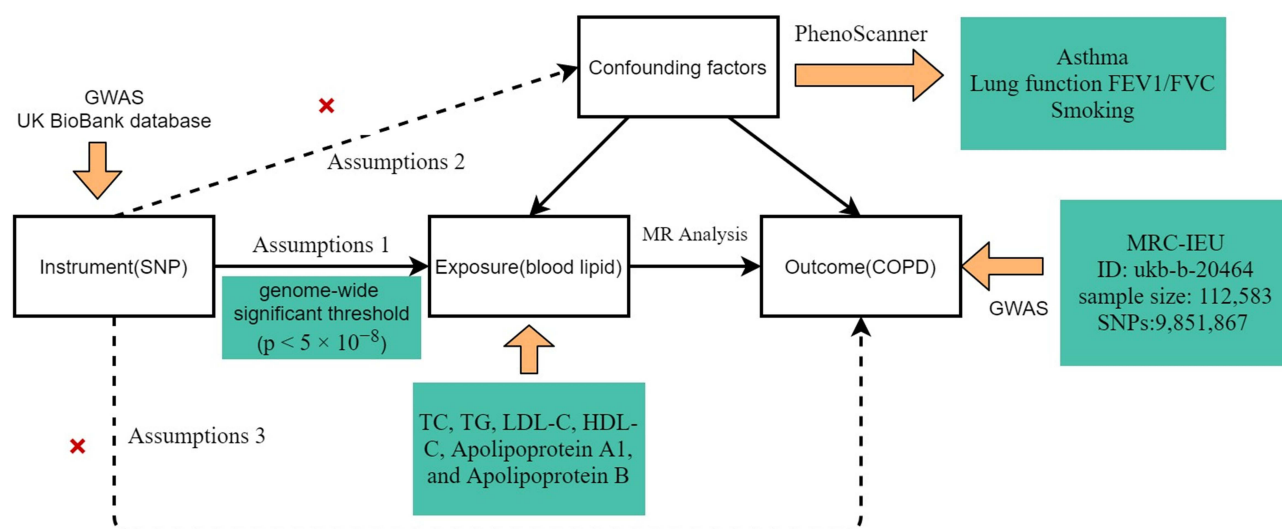 PhenoScanner
Confounding factors
Asthma
Lung function FEV1/FVC
Smoking
GWAS
UK BioBank database
Assumptions 2
Instrument(SNP)
Assumptions 1
genome-wide
significant threshold
(p < 5 × 10⁻⁸)
Exposure(blood lipid)
MR Analysis
Outcome(COPD)
GWAS
MRC-IEU
ID: ukb-b-20464
sample size: 112,583
SNPs:9,851,867
TC, TG, LDL-C, HDL-
C, Apolipoprotein A1,
and Apolipoprotein B
Assumptions 3